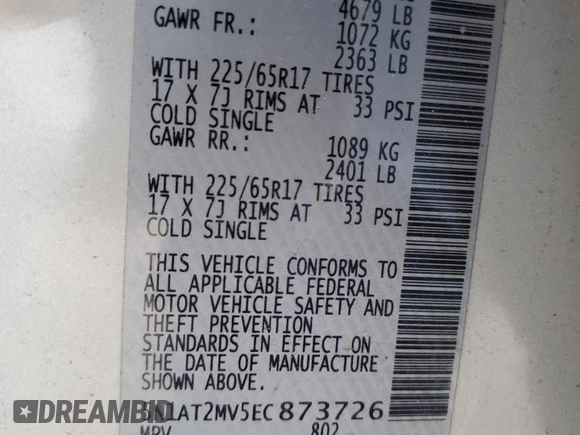 4679 LB
GAWR FR.: 1072 KG
2363 LB
WITH 225/65R17 TIRES
17 X 7J RIMS AT 33 PSI
COLD SINGLE
GAWR RR.: 1089 KG
2401 LB
WITH 225/65R17 TIRES
17 X 7J RIMS AT 33 PSI
COLD SINGLE
THIS VEHICLE CONFORMS TO
ALL APPLICABLE FEDERAL
MOTOR VEHICLE SAFETY AND
THEFT PREVENTION
STANDARDS IN EFFECT ON
THE DATE OF MANUFACTURE
SHOWN ABOVE.
5N1AT2MV5EC873726
MPV 802
DREAMBID